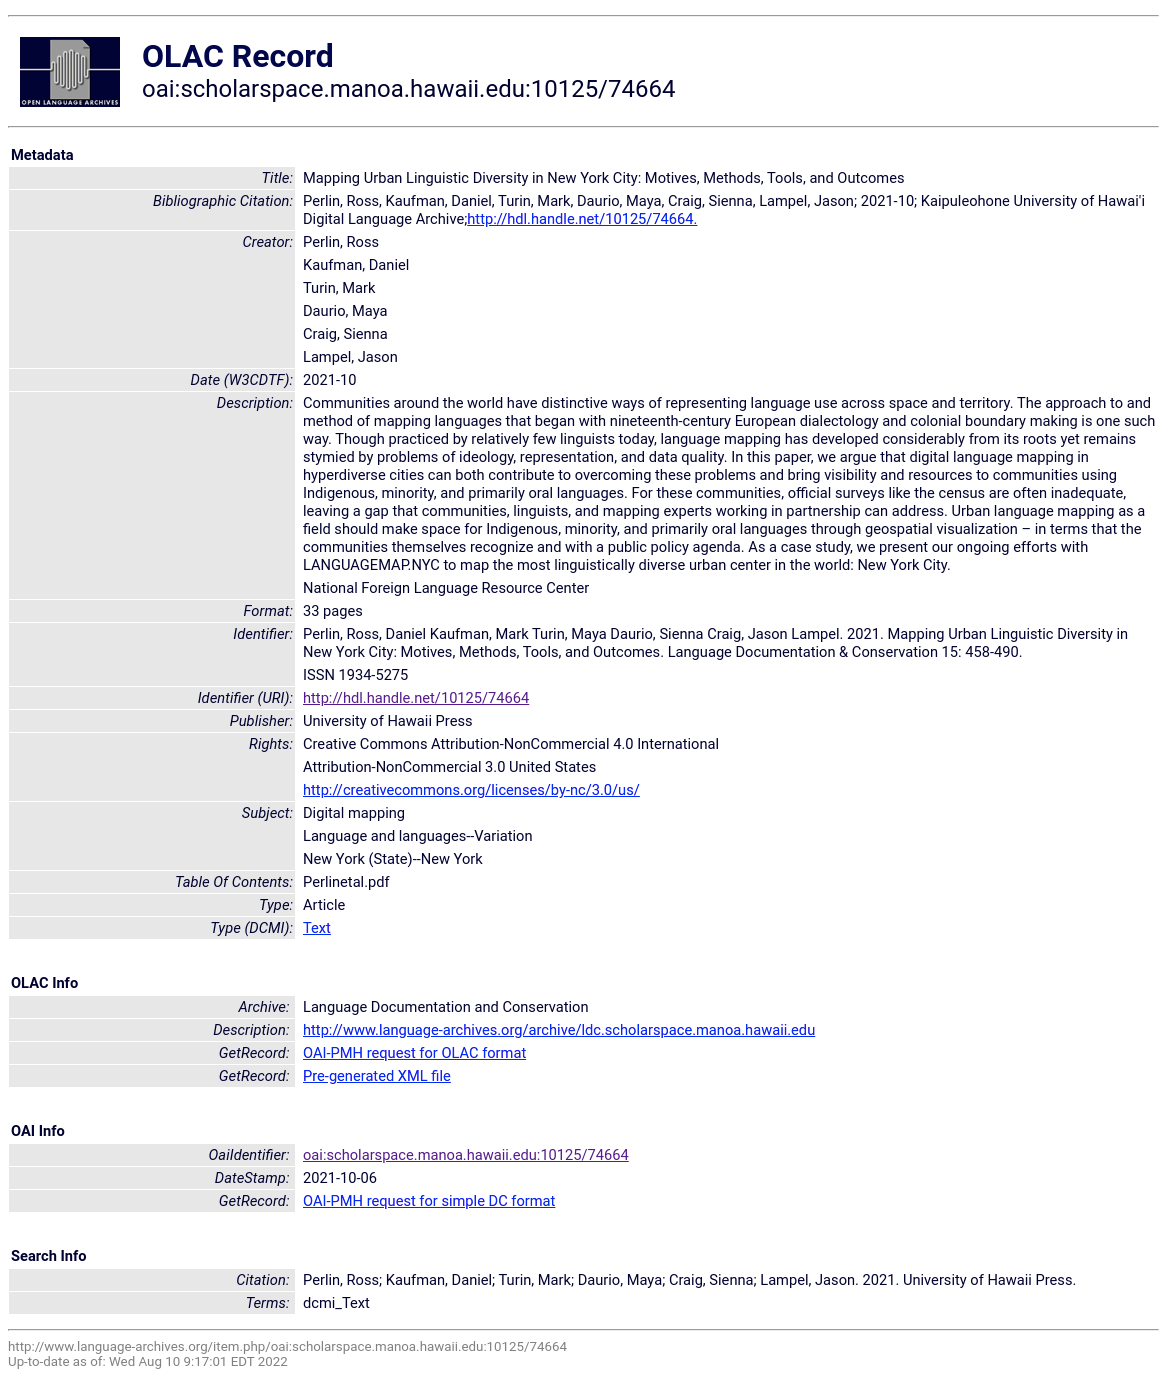 OPEN LANGUAGE ARCHIVES
OLAC Record
oai:scholarspace.manoa.hawaii.edu:10125/74664
Metadata
Title: Mapping Urban Linguistic Diversity in New York City: Motives, Methods, Tools, and Outcomes
Bibliographic Citation: Perlin, Ross, Kaufman, Daniel, Turin, Mark, Daurio, Maya, Craig, Sienna, Lampel, Jason; 2021-10; Kaipuleohone University of Hawai'i
Digital Language Archive;http://hdl.handle.net/10125/74664.
Creator: Perlin, Ross
Kaufman, Daniel
Turin, Mark
Daurio, Maya
Craig, Sienna
Lampel, Jason
Date (W3CDTF): 2021-10
Description: Communities around the world have distinctive ways of representing language use across space and territory. The approach to and
method of mapping languages that began with nineteenth-century European dialectology and colonial boundary making is one such
way. Though practiced by relatively few linguists today, language mapping has developed considerably from its roots yet remains
stymied by problems of ideology, representation, and data quality. In this paper, we argue that digital language mapping in
hyperdiverse cities can both contribute to overcoming these problems and bring visibility and resources to communities using
Indigenous, minority, and primarily oral languages. For these communities, official surveys like the census are often inadequate,
leaving a gap that communities, linguists, and mapping experts working in partnership can address. Urban language mapping as a
field should make space for Indigenous, minority, and primarily oral languages through geospatial visualization – in terms that the
communities themselves recognize and with a public policy agenda. As a case study, we present our ongoing efforts with
LANGUAGEMAP.NYC to map the most linguistically diverse urban center in the world: New York City.
National Foreign Language Resource Center
Format: 33 pages
Identifier: Perlin, Ross, Daniel Kaufman, Mark Turin, Maya Daurio, Sienna Craig, Jason Lampel. 2021. Mapping Urban Linguistic Diversity in
New York City: Motives, Methods, Tools, and Outcomes. Language Documentation & Conservation 15: 458-490.
ISSN 1934-5275
Identifier (URI): http://hdl.handle.net/10125/74664
Publisher: University of Hawaii Press
Rights: Creative Commons Attribution-NonCommercial 4.0 International
Attribution-NonCommercial 3.0 United States
http://creativecommons.org/licenses/by-nc/3.0/us/
Subject: Digital mapping
Language and languages--Variation
New York (State)--New York
Table Of Contents: Perlinetal.pdf
Type: Article
Type (DCMI): Text
OLAC Info
Archive: Language Documentation and Conservation
Description: http://www.language-archives.org/archive/ldc.scholarspace.manoa.hawaii.edu
GetRecord: OAI-PMH request for OLAC format
GetRecord: Pre-generated XML file
OAI Info
OaiIdentifier: oai:scholarspace.manoa.hawaii.edu:10125/74664
DateStamp: 2021-10-06
GetRecord: OAI-PMH request for simple DC format
Search Info
Citation: Perlin, Ross; Kaufman, Daniel; Turin, Mark; Daurio, Maya; Craig, Sienna; Lampel, Jason. 2021. University of Hawaii Press.
Terms: dcmi_Text
http://www.language-archives.org/item.php/oai:scholarspace.manoa.hawaii.edu:10125/74664
Up-to-date as of: Wed Aug 10 9:17:01 EDT 2022